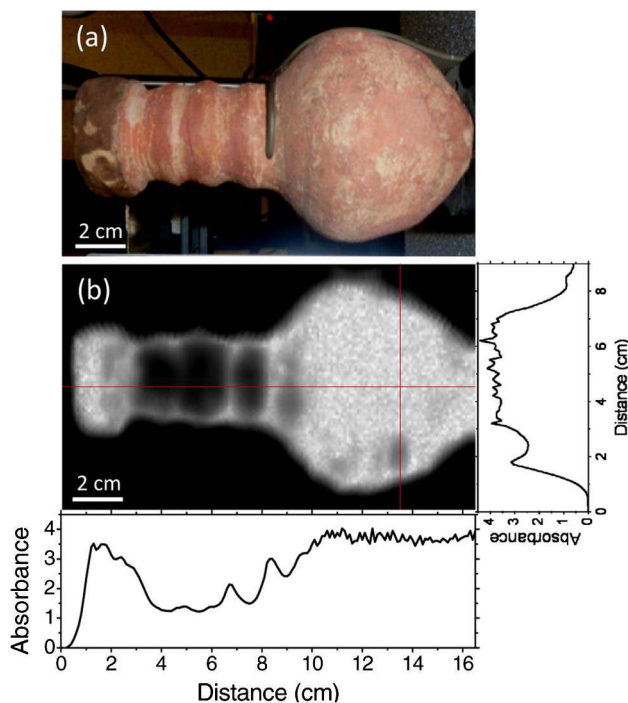 (a)
2 cm
(b)
2 cm
0 2 4 6 8
Distance (cm)
4 3 2 1 0
Absorbance
4
3
2
1
0
Absorbance
0 2 4 6 8 10 12 14 16
Distance (cm)